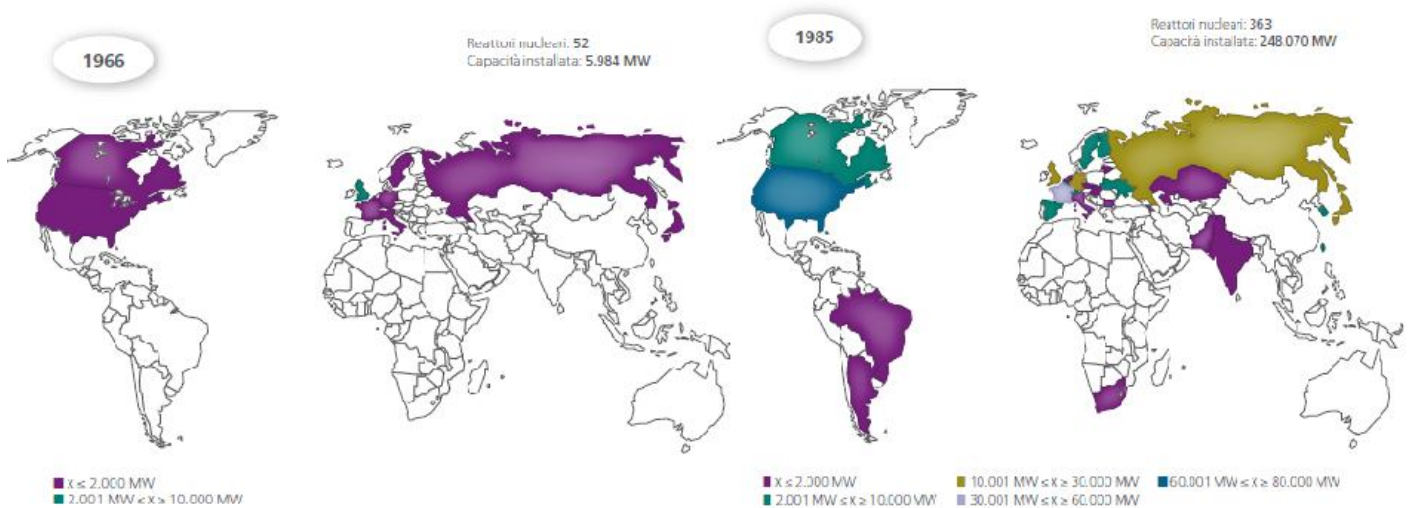 1966
Reattori nucleari: 52
Capacità installata: 5.984 MW
x ≤ 2.000 MW
2.001 MW ≤ x ≥ 10.000 MW
1985
Reattori nucleari: 363
Capacità installata: 248.070 MW
x ≤ 2.000 MW
2.001 MW ≤ x ≥ 10.000 MW
10.001 MW ≤ x ≥ 30.000 MW
30.001 MW ≤ x ≥ 60.000 MW
60.001 MW ≤ x ≥ 80.000 MW